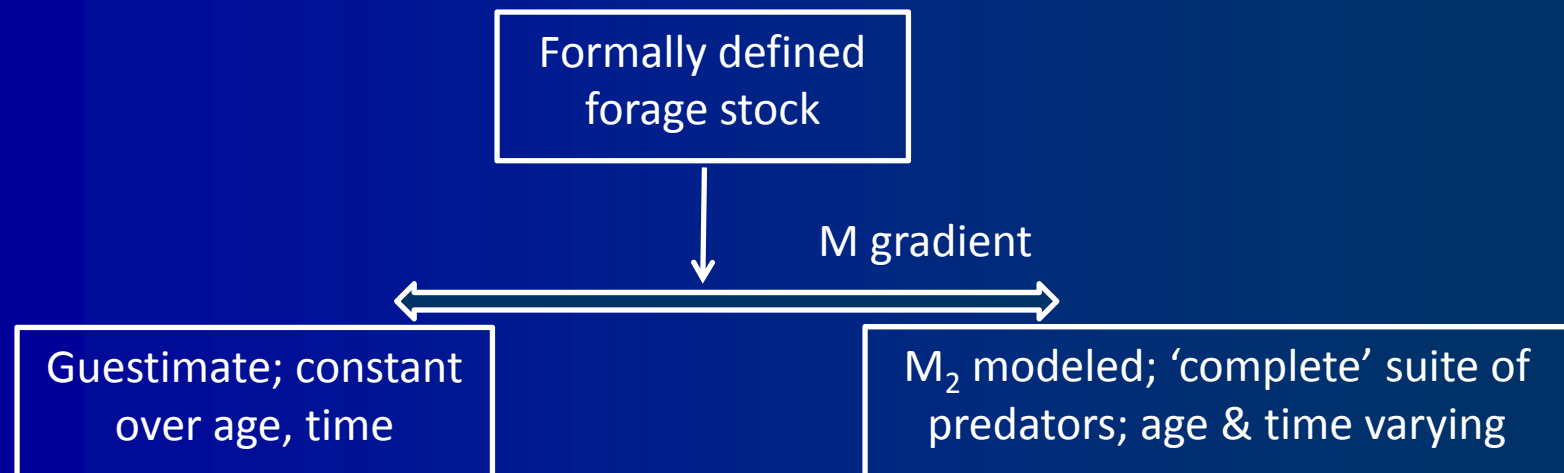 Formally defined
forage stock
M gradient
Guestimate; constant
over age, time
M₂ modeled; ‘complete’ suite of
predators; age & time varying